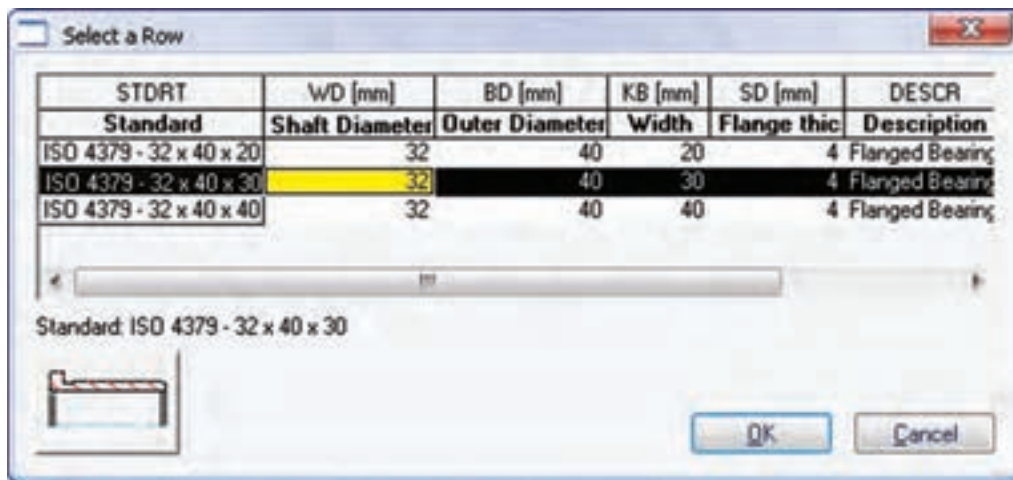 Select a Row
STDRT WD [mm] BD [mm] KB [mm] SD [mm] DESCR
Standard Shaft Diameter Outer Diameter Width Flange thic Description
ISO 4379 - 32 x 40 x 20 32 40 20 4 Flanged Bearing
ISO 4379 - 32 x 40 x 30 32 40 30 4 Flanged Bearing
ISO 4379 - 32 x 40 x 40 32 40 40 4 Flanged Bearing
Standard: ISO 4379 - 32 x 40 x 30
OK Cancel